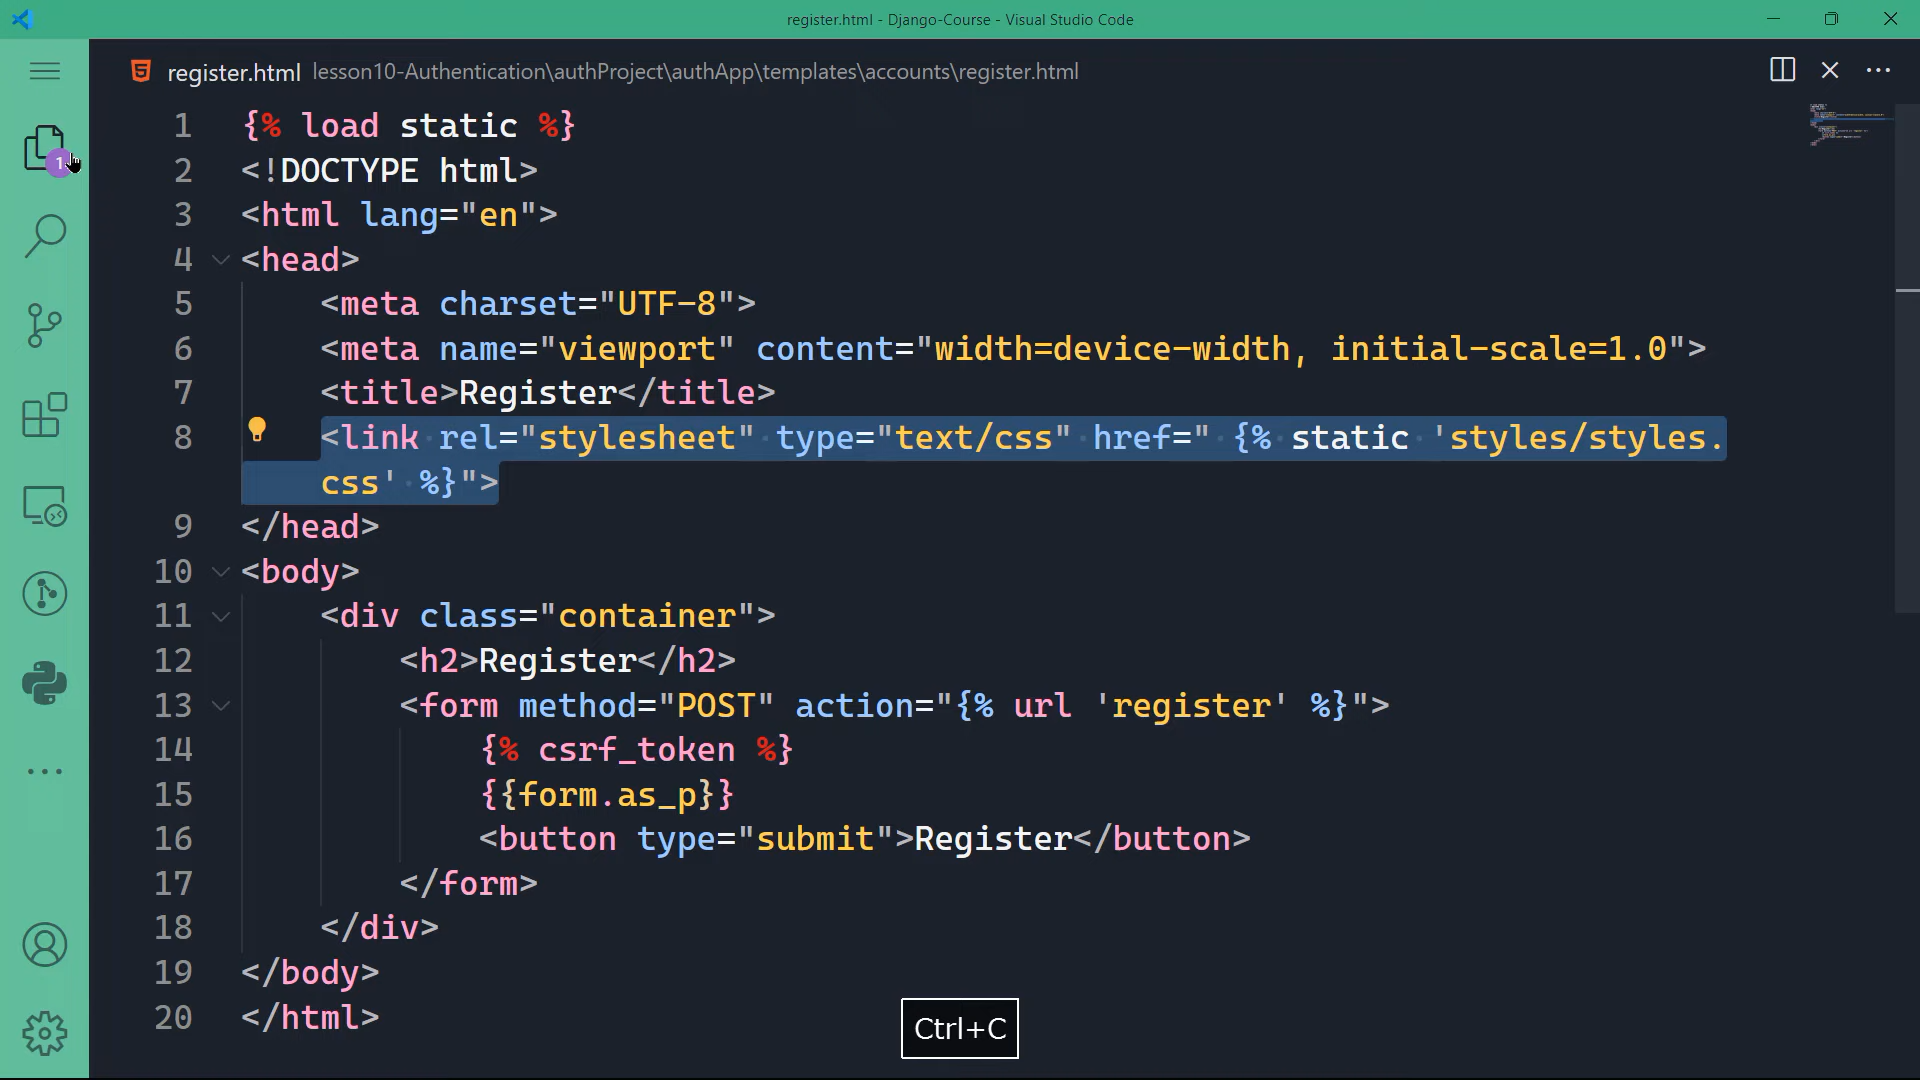 register.html - Django-Course - Visual Studio Code
register.html lesson10-Authentication\authProject\authApp\templates\accounts\register.html
1 {% load static %}
2 <!DOCTYPE html>
3 <html lang="en">
4 <head>
5 <meta charset="UTF-8">
6 <meta name="viewport" content="width=device-width, initial-scale=1.0">
7 <title>Register</title>
8 <link rel="stylesheet" type="text/css" href=" {% static 'styles/styles.
css' %}">
9 </head>
10 <body>
11 <div class="container">
12 <h2>Register</h2>
13 <form method="POST" action="{% url 'register' %}">
14 {% csrf_token %}
15 {{form.as_p}}
16 <button type="submit">Register</button>
17 </form>
18 </div>
19 </body>
20 </html>
1
Ctrl+C